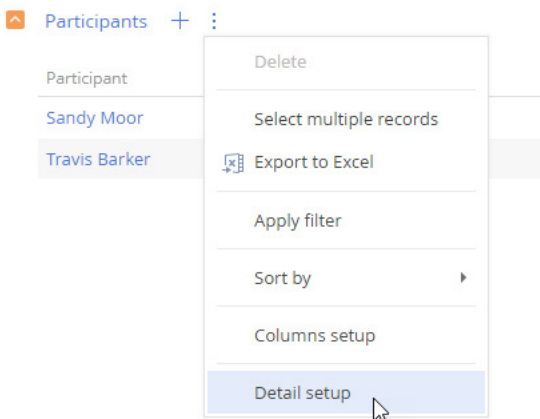 Participants
Delete
Participant
Sandy Moor
Select multiple records
Travis Barker
Export to Excel
Apply filter
Sort by
Columns setup
Detail setup